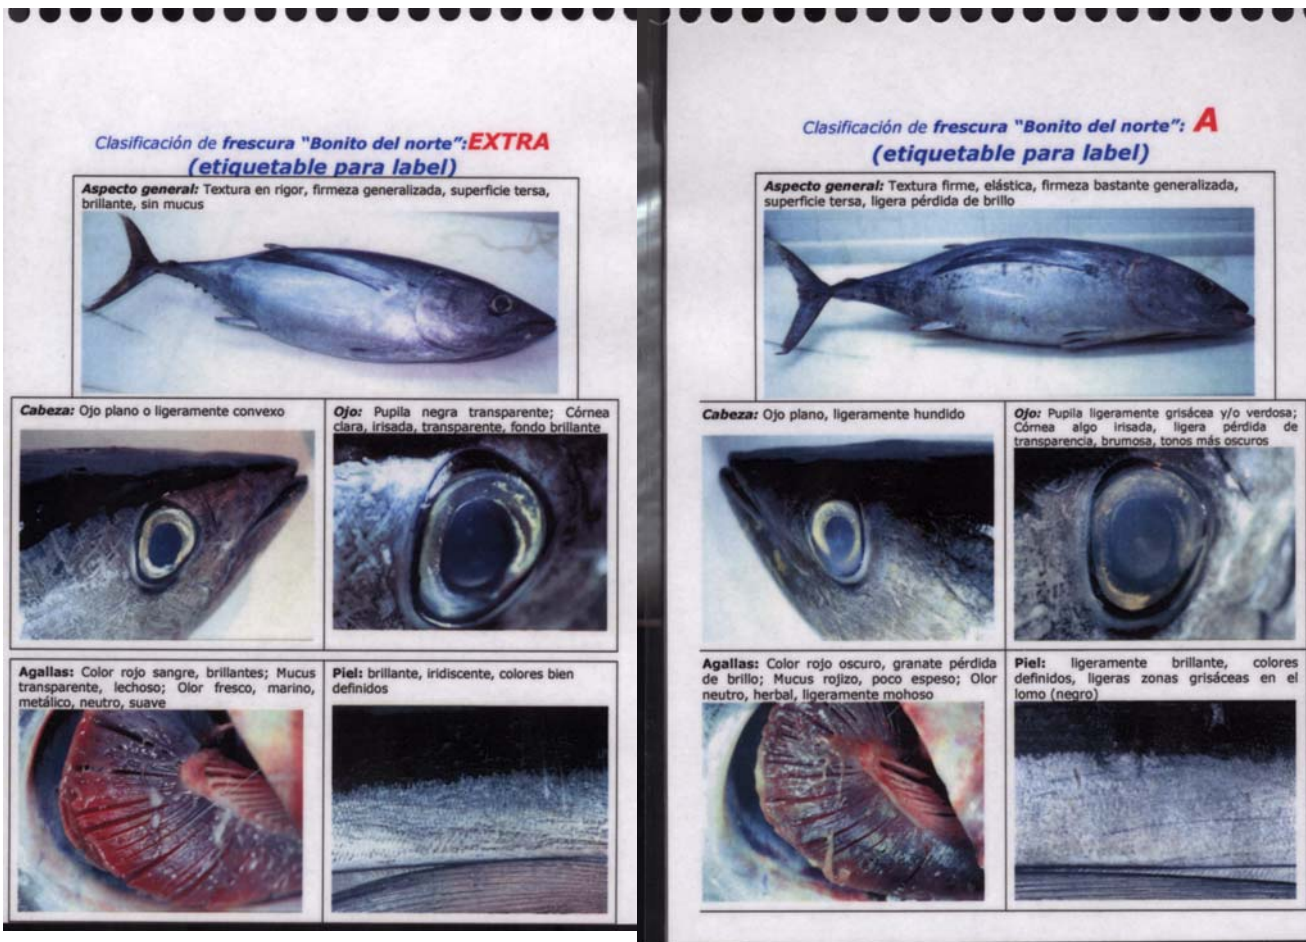 Clasificación de frescura "Bonito del norte":EXTRA
(etiquetable para label)
Aspecto general: Textura en rigor, firmeza generalizada, superficie tersa,
brillante, sin mucus
Cabeza: Ojo plano o ligeramente convexo
Ojo: Pupila negra transparente; Córnea
clara, irisada, transparente, fondo brillante
Agallas: Color rojo sangre, brillantes; Mucus
transparente, lechoso; Olor fresco, marino,
metálico, neutro, suave
Piel: brillante, iridiscente, colores bien
definidos
Clasificación de frescura "Bonito del norte": A
(etiquetable para label)
Aspecto general: Textura firme, elástica, firmeza bastante generalizada,
superficie tersa, ligera pérdida de brillo
Cabeza: Ojo plano, ligeramente hundido
Ojo: Pupila ligeramente grisácea y/o verdosa;
Córnea algo irisada, ligera pérdida de
transparencia, brumosa, tonos más oscuros
Agallas: Color rojo oscuro, granate pérdida
de brillo; Mucus rojizo, poco espeso; Olor
neutro, herbal, ligeramente mohoso
Piel: ligeramente brillante, colores
definidos, ligeras zonas grisáceas en el
lomo (negro)